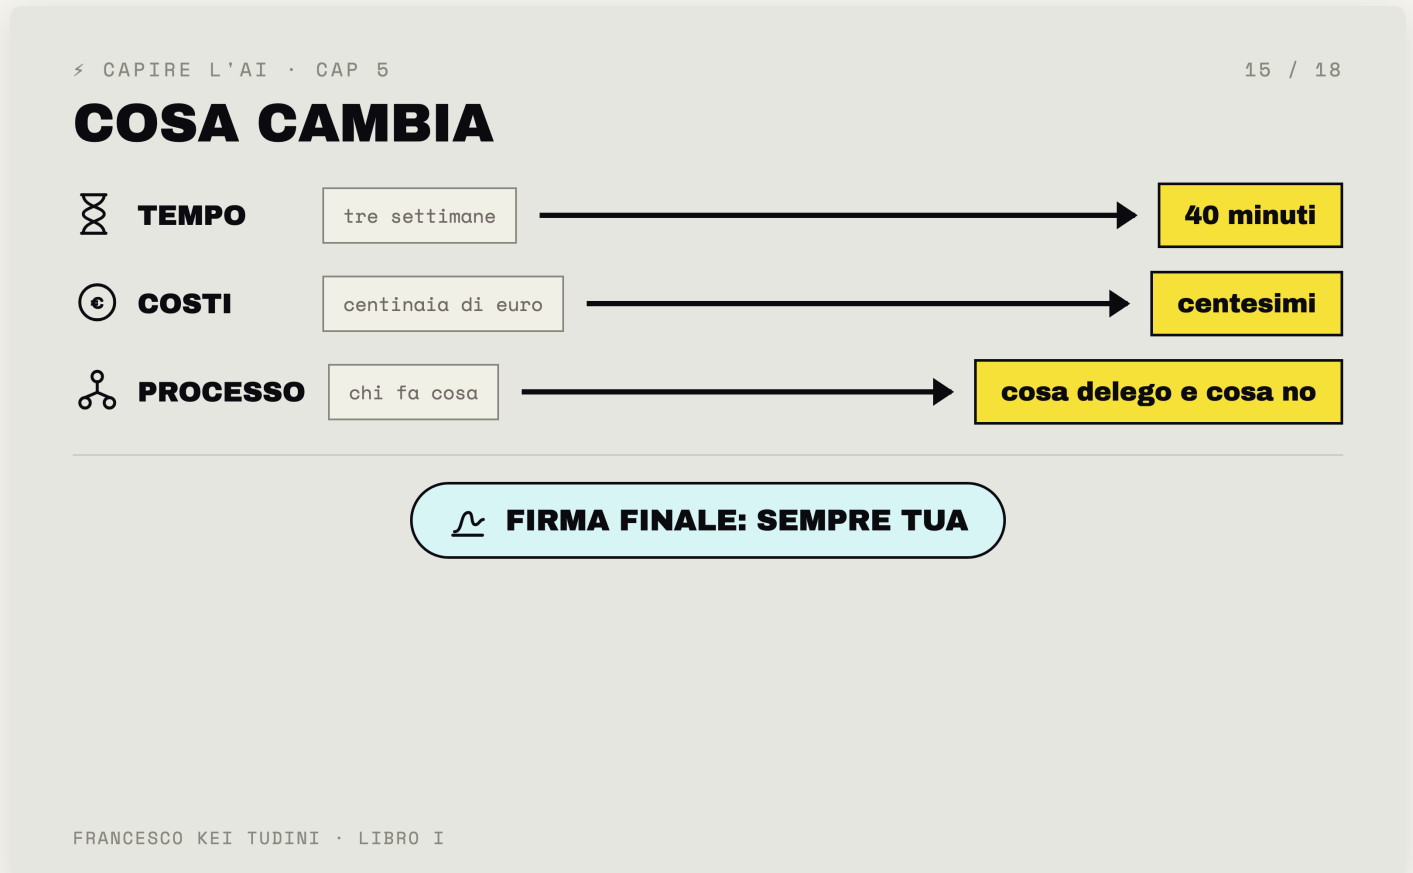 ⚡ CAPIRE L'AI · CAP 5
15 / 18
COSA CAMBIA
TEMPO
tre settimane
40 minuti
€
COSTI
centinaia di euro
centesimi
PROCESSO
chi fa cosa
cosa delego e cosa no
FIRMA FINALE: SEMPRE TUA
FRANCESCO KEI TUDINI · LIBRO I